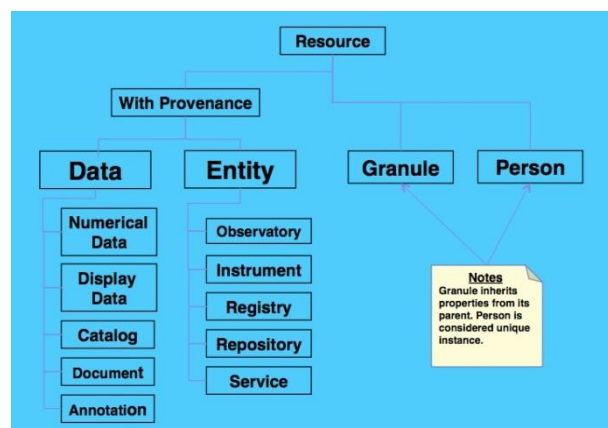 Resource
With Provenance
Data
Entity
Granule
Person
Numerical
Data
Display
Data
Catalog
Document
Annotation
Observatory
Instrument
Registry
Repository
Service
Notes
Granule inherits
properties from its
parent. Person is
considered unique
instance.